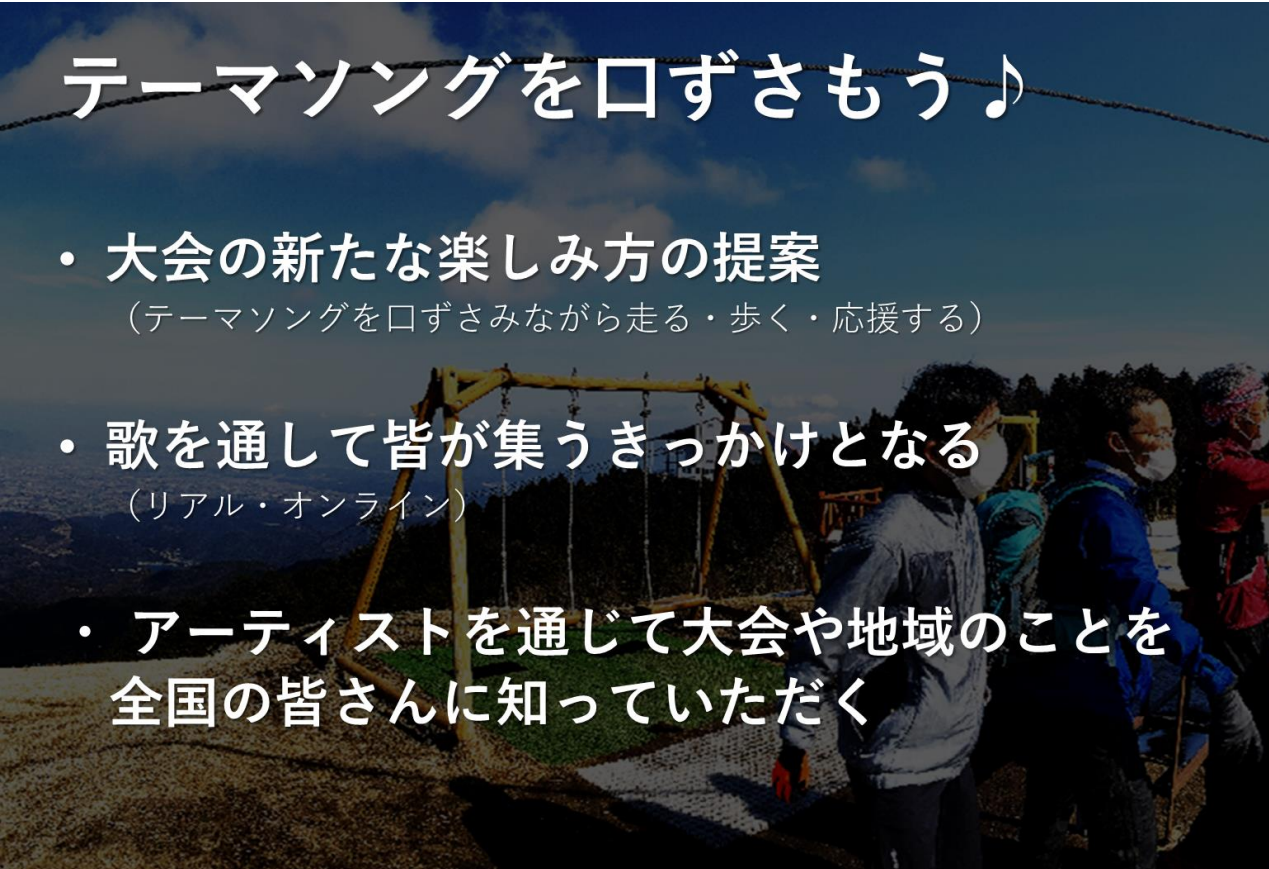 テーマソングを口ずさもう♪
・大会の新たな楽しみ方の提案
（テーマソングを口ずさみながら走る・歩く・応援する）
・歌を通して皆が集うきっかけとなる
（リアル・オンライン）
・ アーティストを通じて大会や地域のことを
全国の皆さんに知っていただく